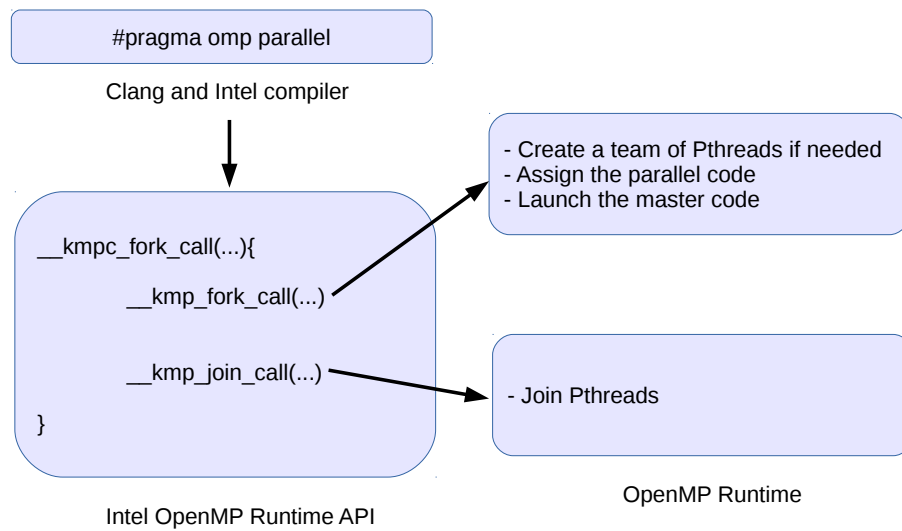 #pragma omp parallel
Clang and Intel compiler
__kmpc_fork_call(...){
__kmp_fork_call(...)
__kmp_join_call(...)
}
Intel OpenMP Runtime API
- Create a team of Pthreads if needed
- Assign the parallel code
- Launch the master code
- Join Pthreads
OpenMP Runtime